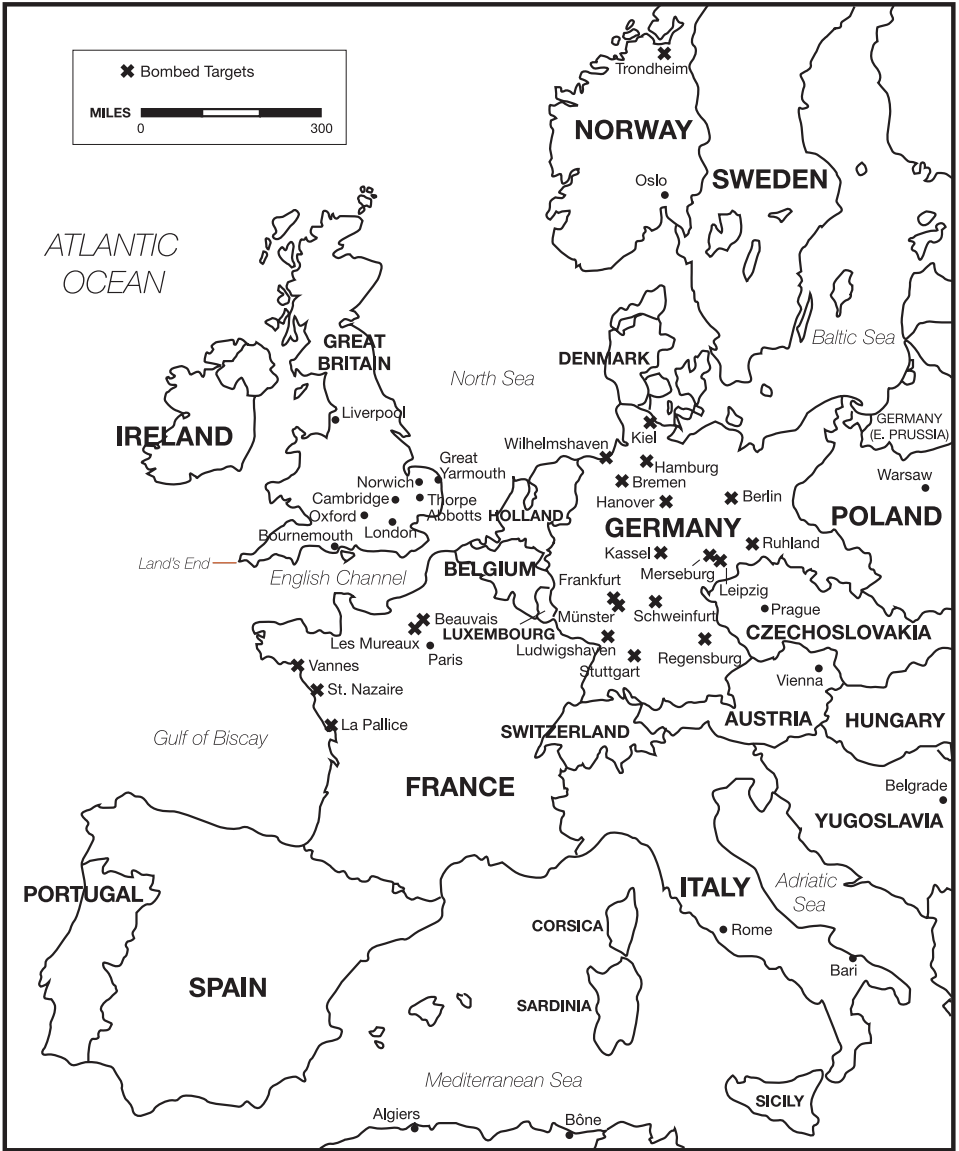 Bombed Targets
MILES
0 300
Trondheim
NORWAY
Oslo
SWEDEN
ATLANTIC
OCEAN
GREAT
BRITAIN
North Sea
DENMARK
Baltic Sea
IRELAND
Liverpool
Great
Yarmouth
Norwich
Cambridge
Thorpe
Abbotts
Oxford
London
Bournemouth
Land's End
English Channel
HOLLAND
BELGIUM
LUXEMBOURG
Wilhelmshaven
Kiel
Hamburg
Bremen
Hanover
Berlin
GERMANY
GERMANY
(E. PRUSSIA)
Warsaw
POLAND
Kassel
Ruhland
Merseburg
Leipzig
Frankfurt
Münster
Schweinfurt
Ludwigshaven
Stuttgart
Regensburg
Prague
CZECHOSLOVAKIA
Beauvais
Les Mureaux
Paris
Vannes
St. Nazaire
La Pallice
Gulf of Biscay
FRANCE
SWITZERLAND
Vienna
AUSTRIA
HUNGARY
Belgrade
YUGOSLAVIA
PORTUGAL
SPAIN
ITALY
Adriatic
Sea
CORSICA
Rome
Bari
SARDINIA
Mediterranean Sea
SICILY
Algiers
Bône